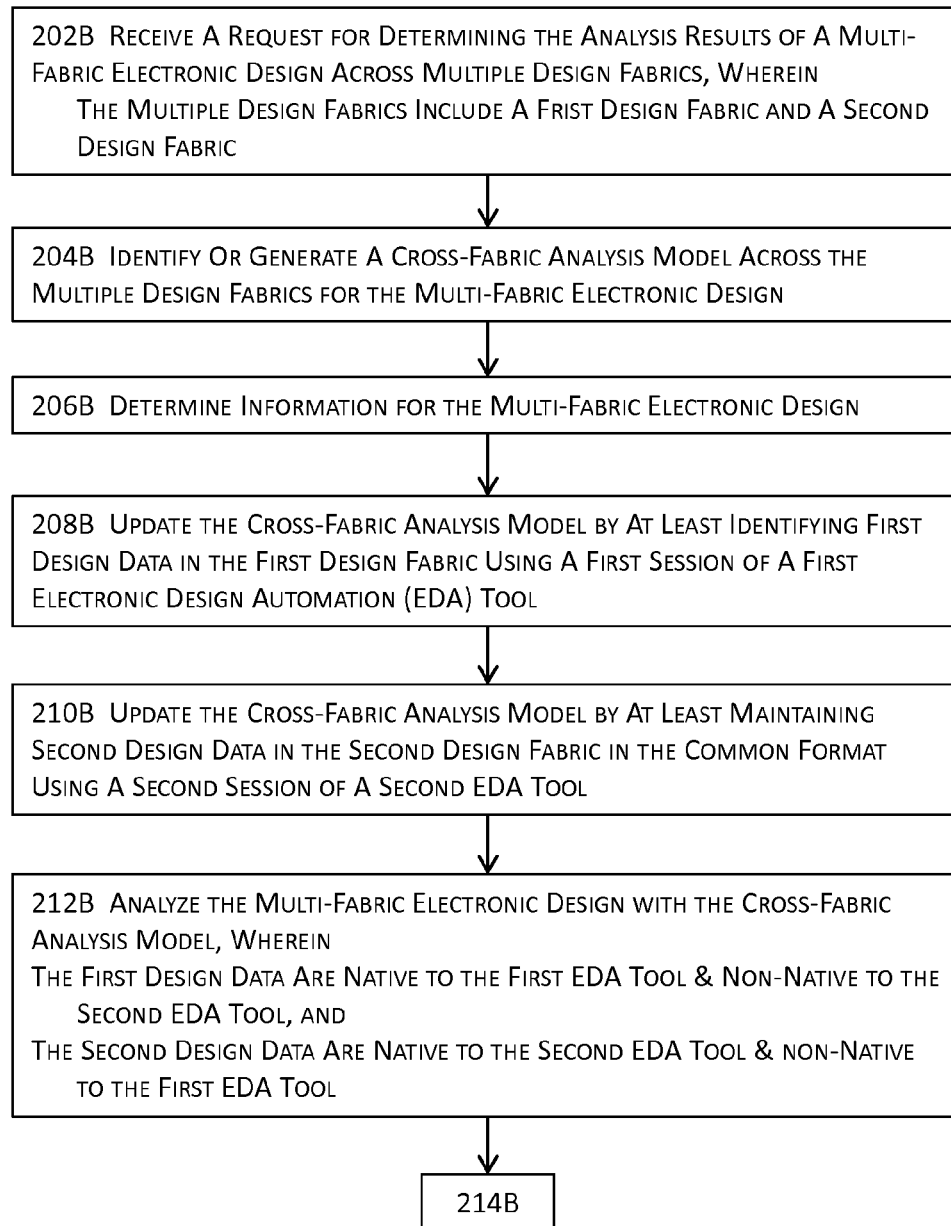 202B Receive A Request for Determining the Analysis Results of A Multi-
Fabric Electronic Design Across Multiple Design Fabrics, Wherein
The Multiple Design Fabrics Include A Frist Design Fabric and A Second
Design Fabric
204B Identify Or Generate A Cross-Fabric Analysis Model Across the
Multiple Design Fabrics for the Multi-Fabric Electronic Design
206B Determine Information for the Multi-Fabric Electronic Design
208B Update the Cross-Fabric Analysis Model by At Least Identifying First
Design Data in the First Design Fabric Using A First Session of A First
Electronic Design Automation (EDA) Tool
210B Update the Cross-Fabric Analysis Model by At Least Maintaining
Second Design Data in the Second Design Fabric in the Common Format
Using A Second Session of A Second EDA Tool
212B Analyze the Multi-Fabric Electronic Design with the Cross-Fabric
Analysis Model, Wherein
The First Design Data Are Native to the First EDA Tool & Non-Native to the
Second EDA Tool, and
The Second Design Data Are Native to the Second EDA Tool & non-Native
to the First EDA Tool
214B